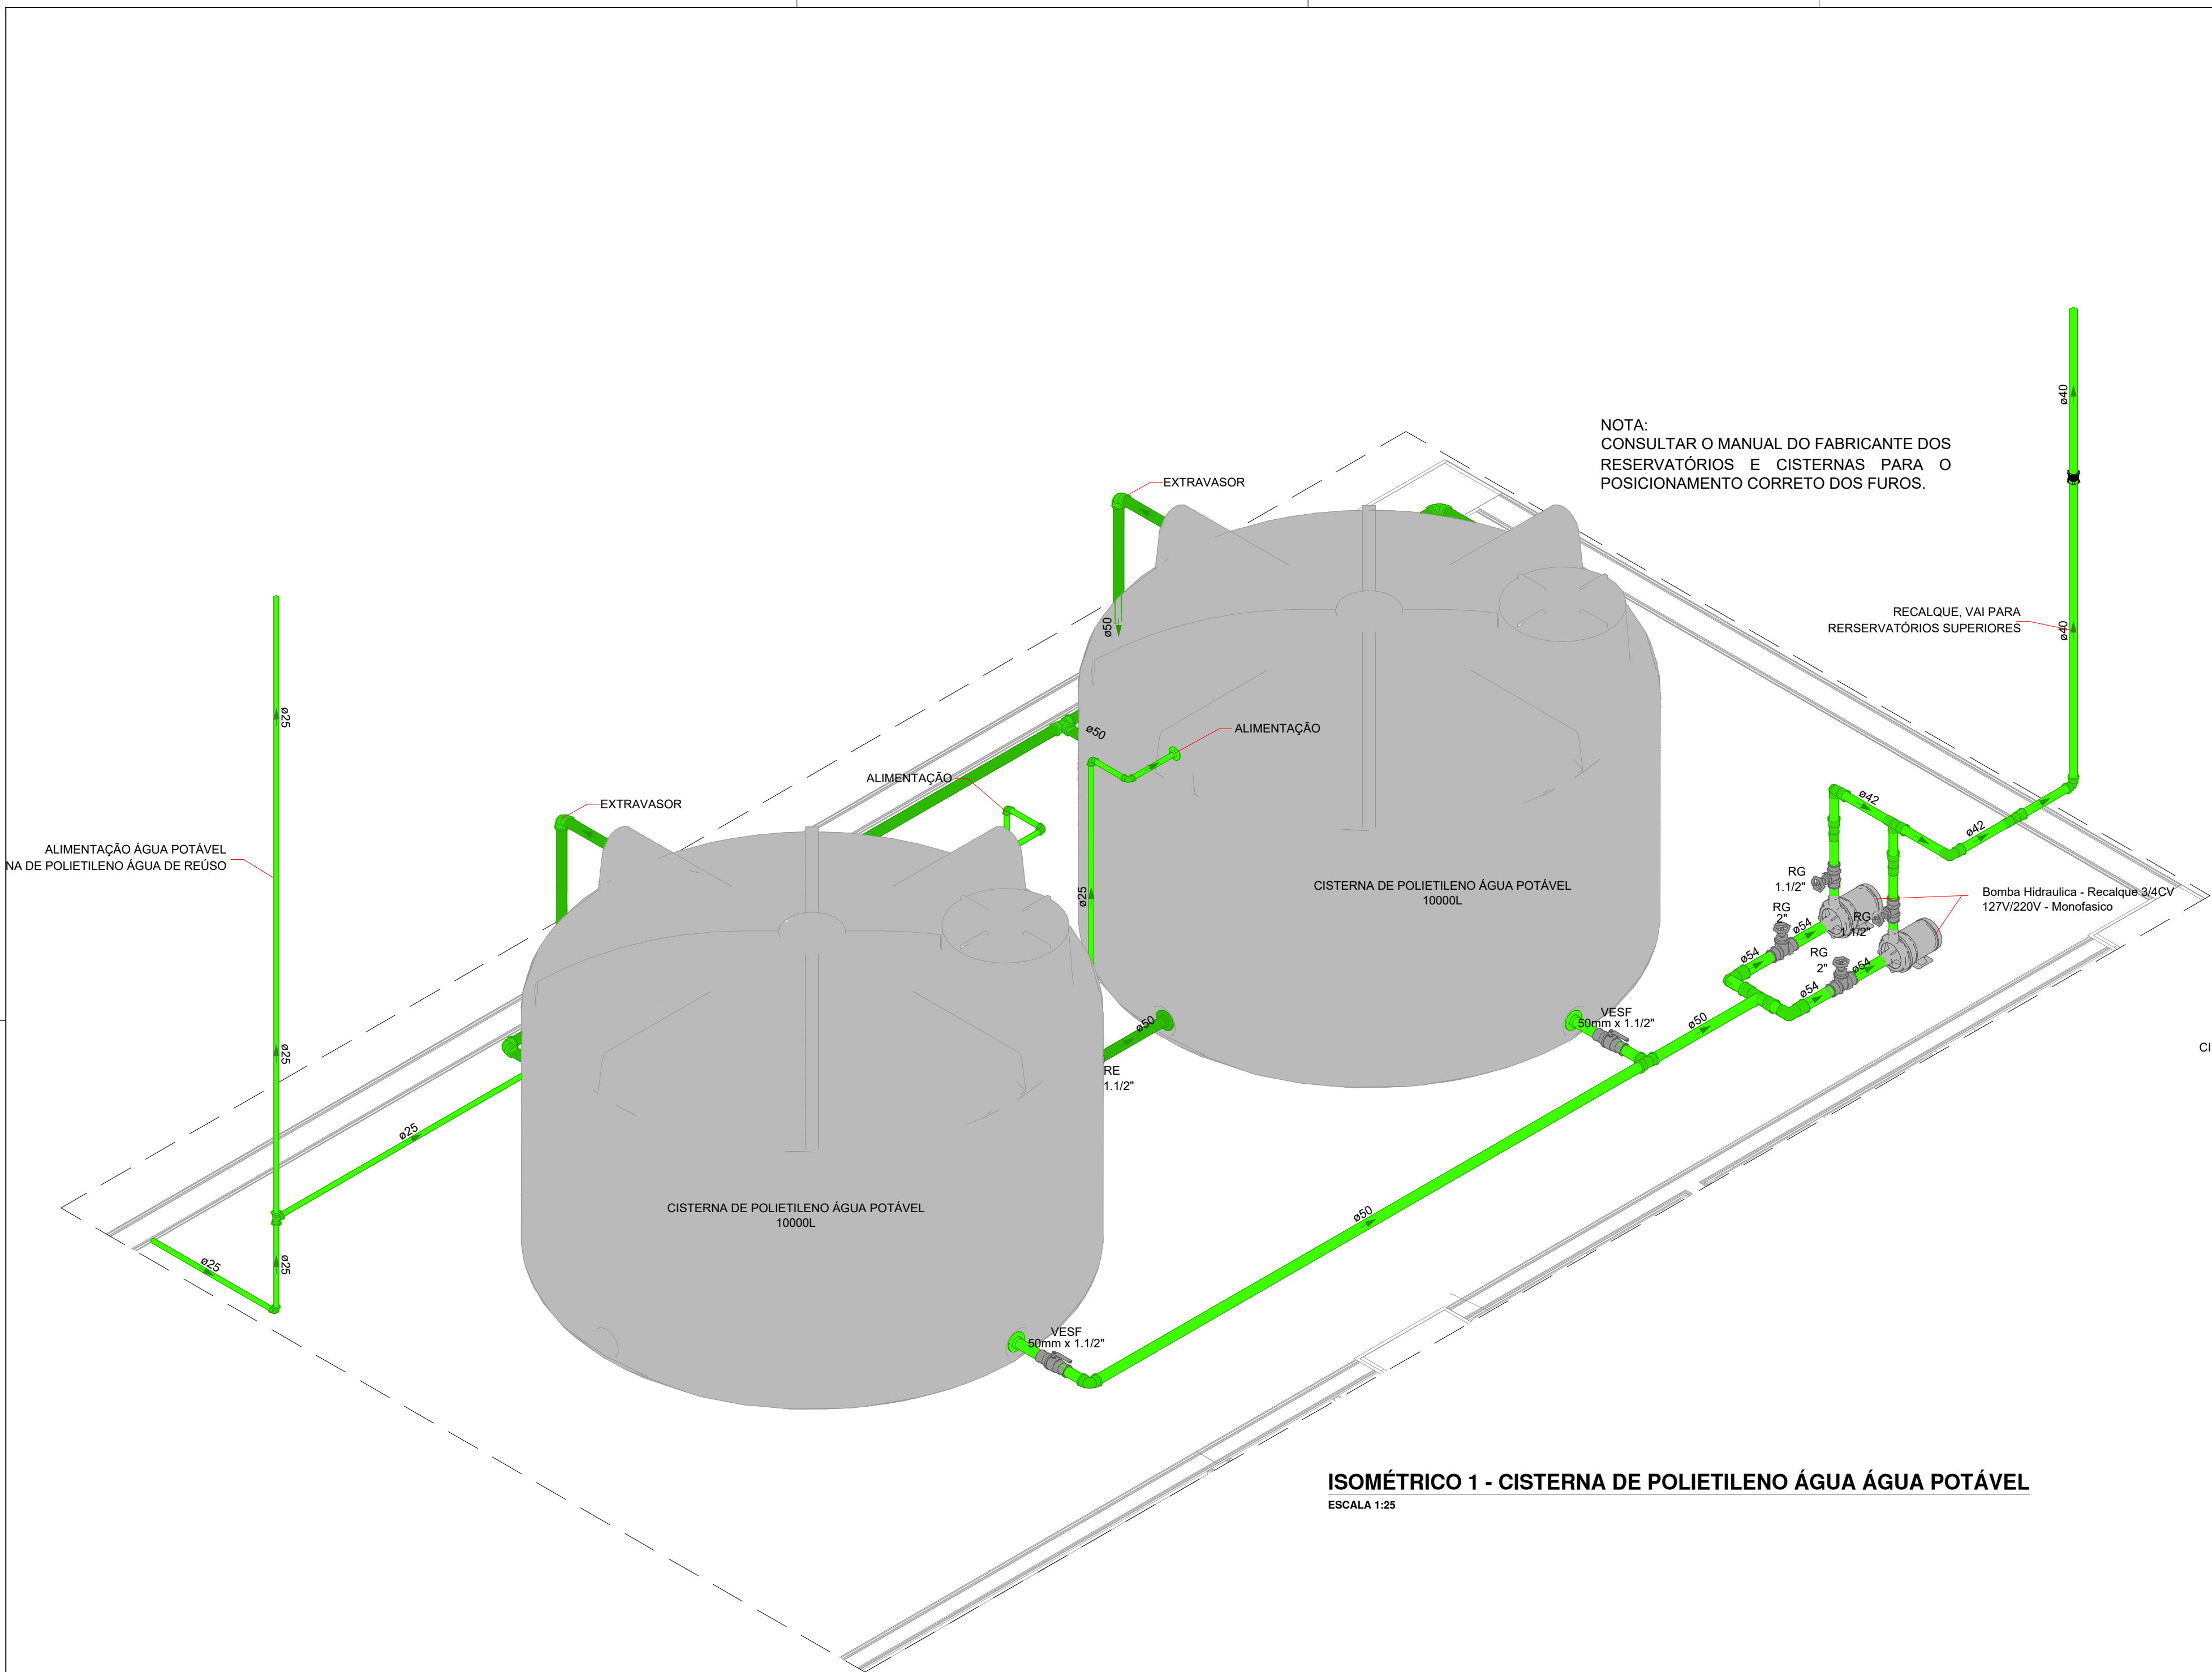 NOTA:
CONSULTAR O MANUAL DO FABRICANTE DOS
RESERVATÓRIOS E CISTERNAS PARA O
POSICIONAMENTO CORRETO DOS FUROS.
ø40
EXTRAVASOR
RECALQUE, VAI PARA
RERSERVATÓRIOS SUPERIORES
ø40
ø50
ø25
ø50
ALIMENTAÇÃO
ALIMENTAÇÃO
EXTRAVASOR
ø42
ø42
ALIMENTAÇÃO ÁGUA POTÁVEL
NA DE POLIETILENO ÁGUA DE REÚSO
RG
1.1/2"
CISTERNA DE POLIETILENO ÁGUA POTÁVEL
10000L
ø25
Bomba Hidraulica - Recalque 3/4CV
127V/220V - Monofasico
RG
2"
RG
1.1/2"
ø54
ø54
RG
2"
ø54
ø54
VESF
50mm x 1.1/2"
ø50
ø50
CI
ø25
RE
1.1/2"
ø25
CISTERNA DE POLIETILENO ÁGUA POTÁVEL
10000L
ø50
ø25
ø25
VESF
50mm x 1.1/2"
ISOMÉTRICO 1 - CISTERNA DE POLIETILENO ÁGUA ÁGUA POTÁVEL
ESCALA 1:25